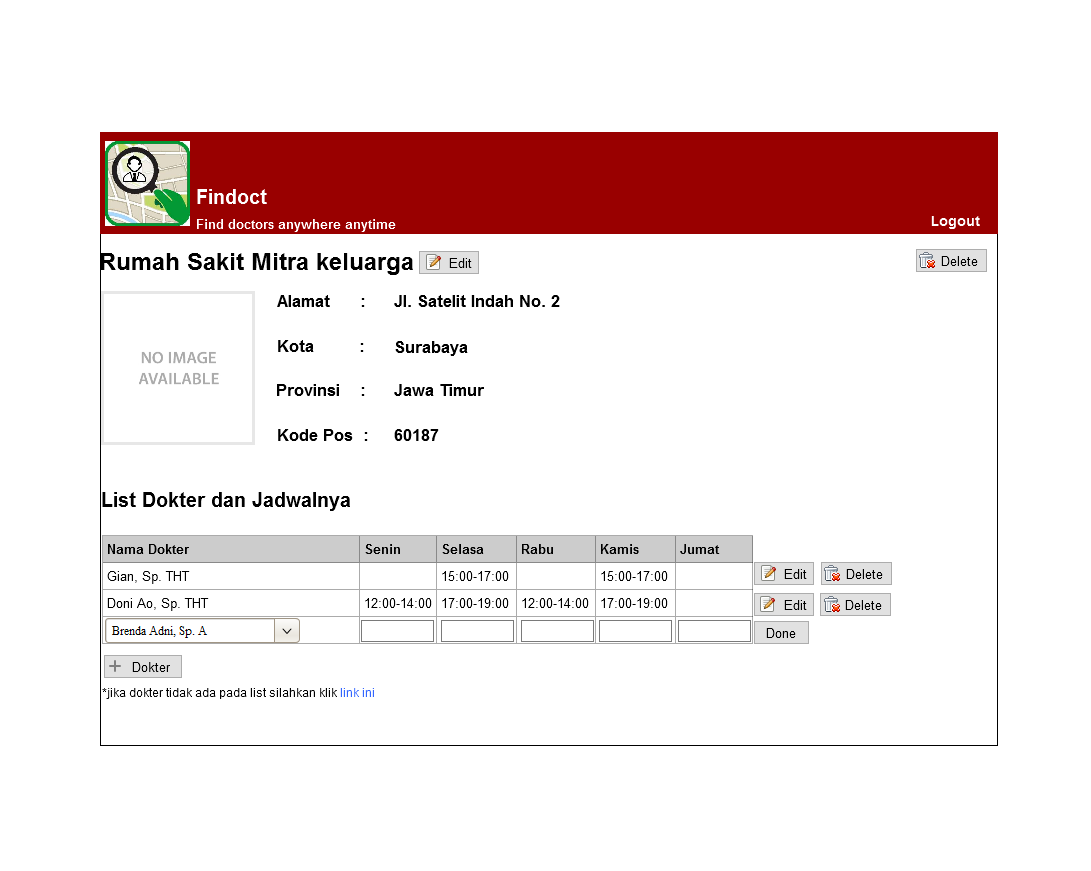 Findoct
Find doctors anywhere anytime
Logout
Rumah Sakit Mitra keluarga Edit Delete
NO IMAGE
AVAILABLE
Alamat : Jl. Satelit Indah No. 2
Kota : Surabaya
Provinsi : Jawa Timur
Kode Pos : 60187
List Dokter dan Jadwalnya
Nama Dokter Senin Selasa Rabu Kamis Jumat
Gian, Sp. THT 15:00-17:00 15:00-17:00 Edit Delete
Doni Ao, Sp. THT 12:00-14:00 17:00-19:00 12:00-14:00 17:00-19:00 Edit Delete
Brenda Adni, Sp. A Done
+ Dokter
*jika dokter tidak ada pada list silahkan klik link ini